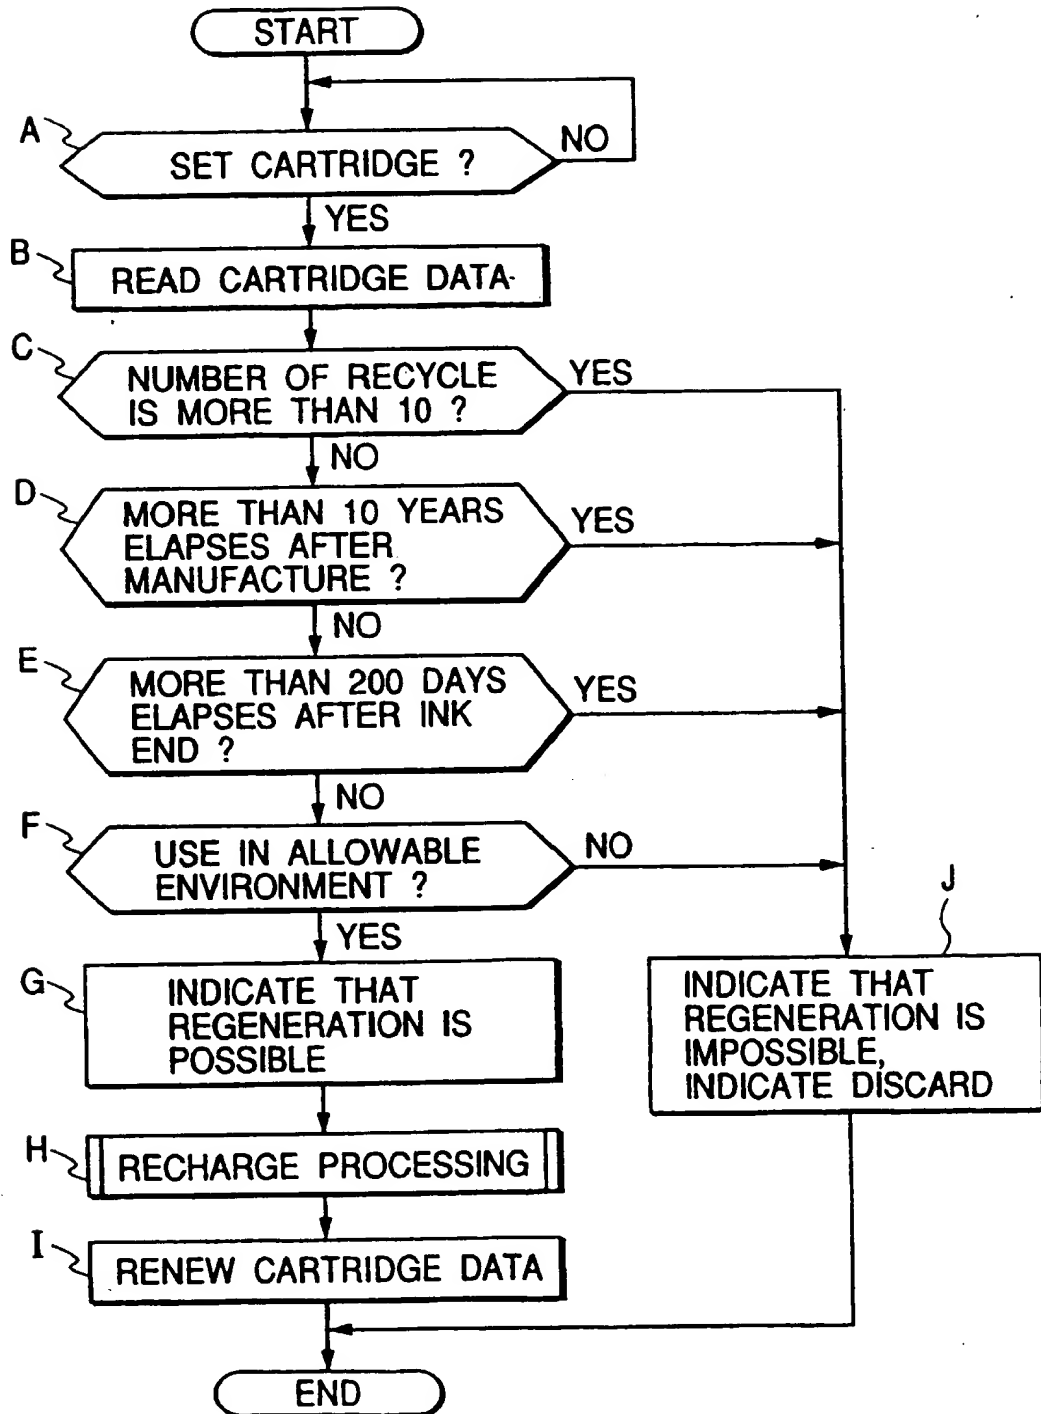 START
A
SET CARTRIDGE ?
NO
YES
B
READ CARTRIDGE DATA
C
NUMBER OF RECYCLE
IS MORE THAN 10 ?
YES
NO
D
MORE THAN 10 YEARS
ELAPSES AFTER
MANUFACTURE ?
YES
NO
E
MORE THAN 200 DAYS
ELAPSES AFTER INK
END ?
YES
NO
F
USE IN ALLOWABLE
ENVIRONMENT ?
NO
YES
G
INDICATE THAT
REGENERATION IS
POSSIBLE
J
INDICATE THAT
REGENERATION IS
IMPOSSIBLE,
INDICATE DISCARD
H
RECHARGE PROCESSING
I
RENEW CARTRIDGE DATA
END